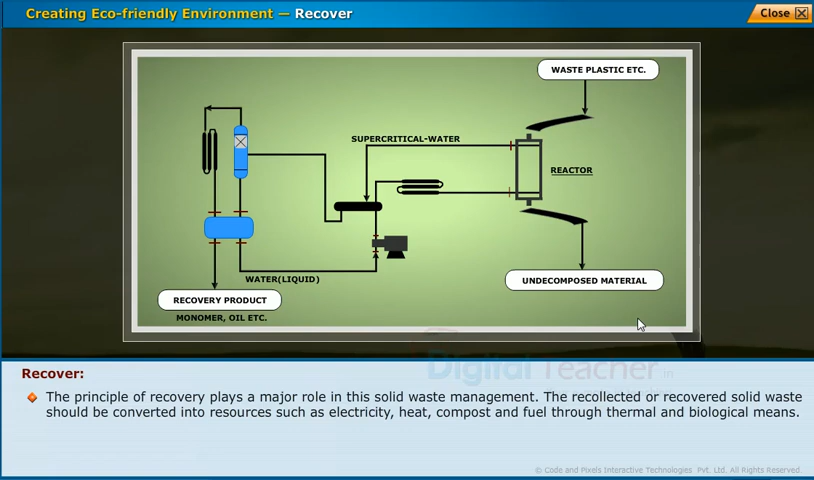 Creating Eco-friendly Environment — Recover
Close
WASTE PLASTIC ETC.
SUPERCRITICAL-WATER
REACTOR
WATER(LIQUID)
UNDECOMPOSED MATERIAL
RECOVERY PRODUCT
MONOMER, OIL ETC.
Digital Teacher in
Recover:
The principle of recovery plays a major role in this solid waste management. The recollected or recovered solid waste
should be converted into resources such as electricity, heat, compost and fuel through thermal and biological means.
© Code and Pixels Interactive Technologies Pvt. Ltd. All Rights Reserved.